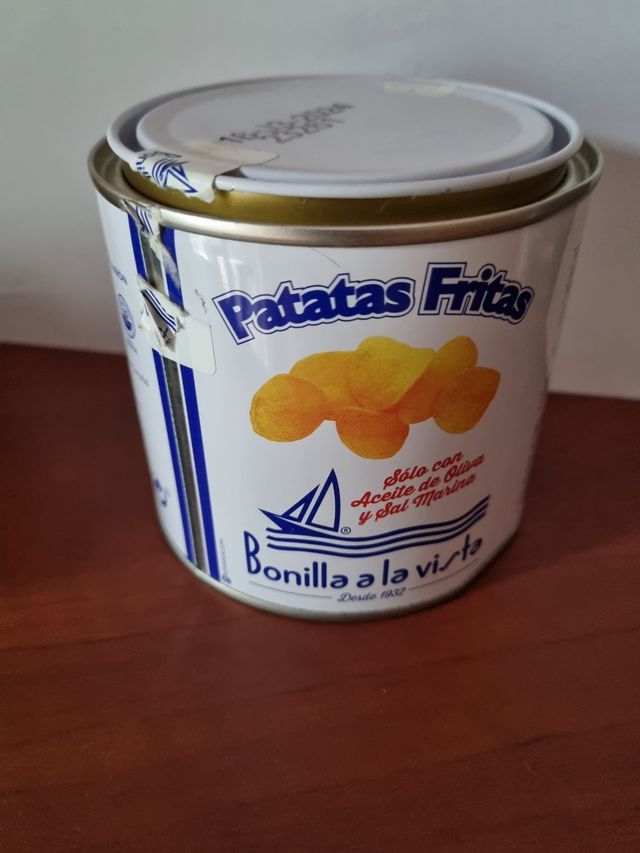 Patatas Fritas
Sólo con
Aceite de Oliva
y Sal Marina
®
Bonilla a la vista
Desde 1932